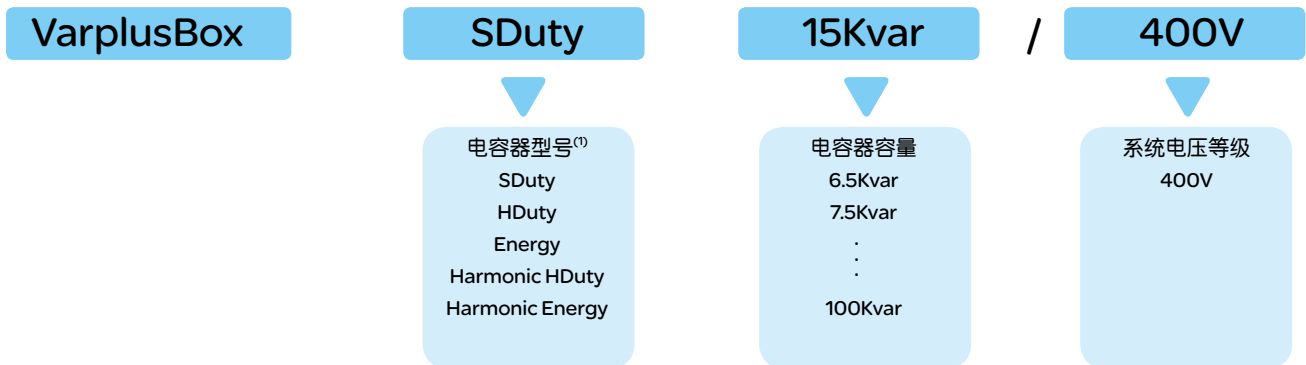 VarplusBox SDuty 15Kvar / 400V
电容器型号(1)
SDuty
HDuty
Energy
Harmonic HDuty
Harmonic Energy
电容器容量
6.5Kvar
7.5Kvar
.
.
.
100Kvar
系统电压等级
400V